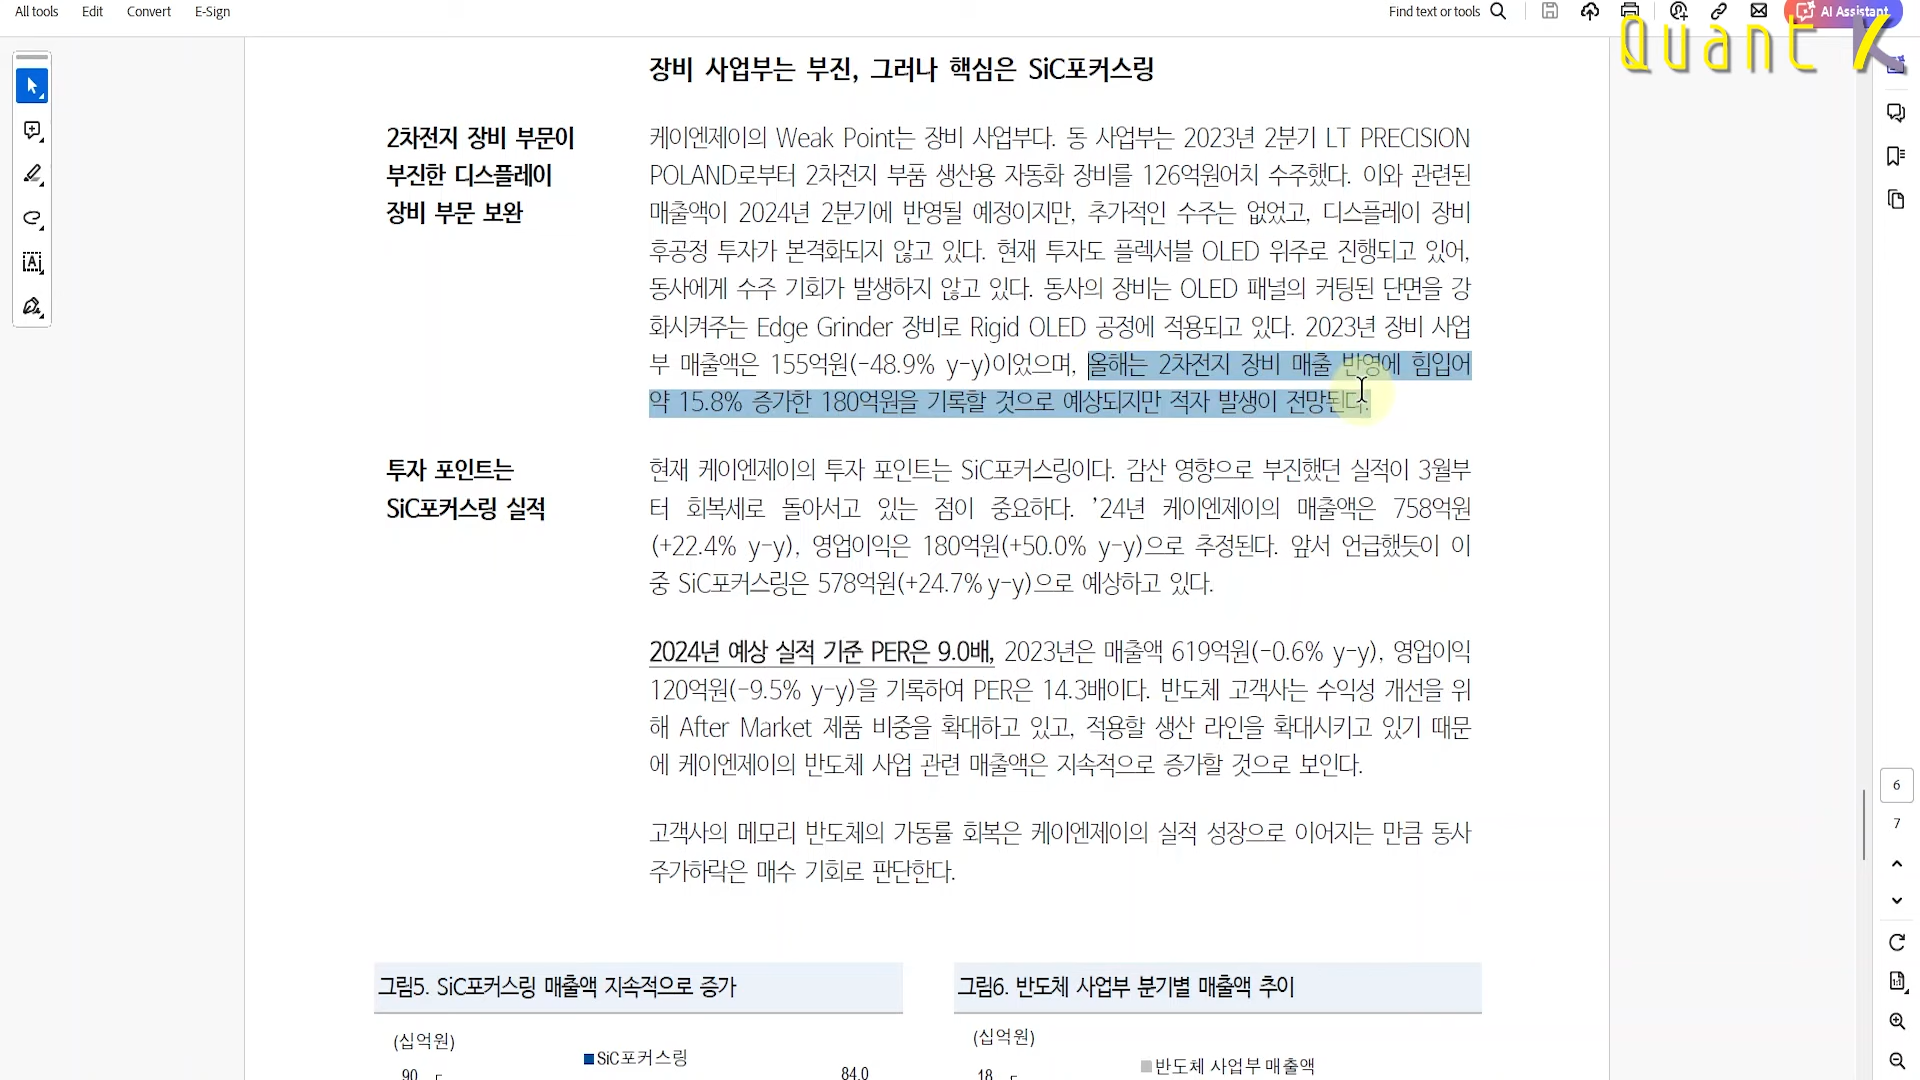 All tools Edit Convert E-Sign Find text or tools AI Assistant
Quant K
장비 사업부는 부진, 그러나 핵심은 SiC포커스링
2차전지 장비 부문이
부진한 디스플레이
장비 부문 보완
케이엔제이의 Weak Point는 장비 사업부다. 동 사업부는 2023년 2분기 LT PRECISION
POLAND로부터 2차전지 부품 생산용 자동화 장비를 126억원어치 수주했다. 이와 관련된
매출액이 2024년 2분기에 반영될 예정이지만, 추가적인 수주는 없었고, 디스플레이 장비
후공정 투자가 본격화되지 않고 있다. 현재 투자도 플렉서블 OLED 위주로 진행되고 있어,
동사에게 수주 기회가 발생하지 않고 있다. 동사의 장비는 OLED 패널의 커팅된 단면을 강
화시켜주는 Edge Grinder 장비로 Rigid OLED 공정에 적용되고 있다. 2023년 장비 사업
부 매출액은 155억원(-48.9% y-y)이었으며, 올해는 2차전지 장비 매출 반영에 힘입어
약 15.8% 증가한 180억원을 기록할 것으로 예상되지만 적자 발생이 전망된다.
투자 포인트는
SiC포커스링 실적
현재 케이엔제이의 투자 포인트는 SiC포커스링이다. 감산 영향으로 부진했던 실적이 3월부
터 회복세로 돌아서고 있는 점이 중요하다. ’24년 케이엔제이의 매출액은 758억원
(+22.4% y-y), 영업이익은 180억원(+50.0% y-y)으로 추정된다. 앞서 언급했듯이 이
중 SiC포커스링은 578억원(+24.7% y-y)으로 예상하고 있다.
2024년 예상 실적 기준 PER은 9.0배, 2023년은 매출액 619억원(-0.6% y-y), 영업이익
120억원(-9.5% y-y)을 기록하여 PER은 14.3배이다. 반도체 고객사는 수익성 개선을 위
해 After Market 제품 비중을 확대하고 있고, 적용할 생산 라인을 확대시키고 있기 때문
에 케이엔제이의 반도체 사업 관련 매출액은 지속적으로 증가할 것으로 보인다.
고객사의 메모리 반도체의 가동률 회복은 케이엔제이의 실적 성장으로 이어지는 만큼 동사
주가하락은 매수 기회로 판단한다.
6
7
그림5. SiC포커스링 매출액 지속적으로 증가
(십억원)
SiC포커스링
90
84.0
그림6. 반도체 사업부 분기별 매출액 추이
(십억원)
반도체 사업부 매출액
18